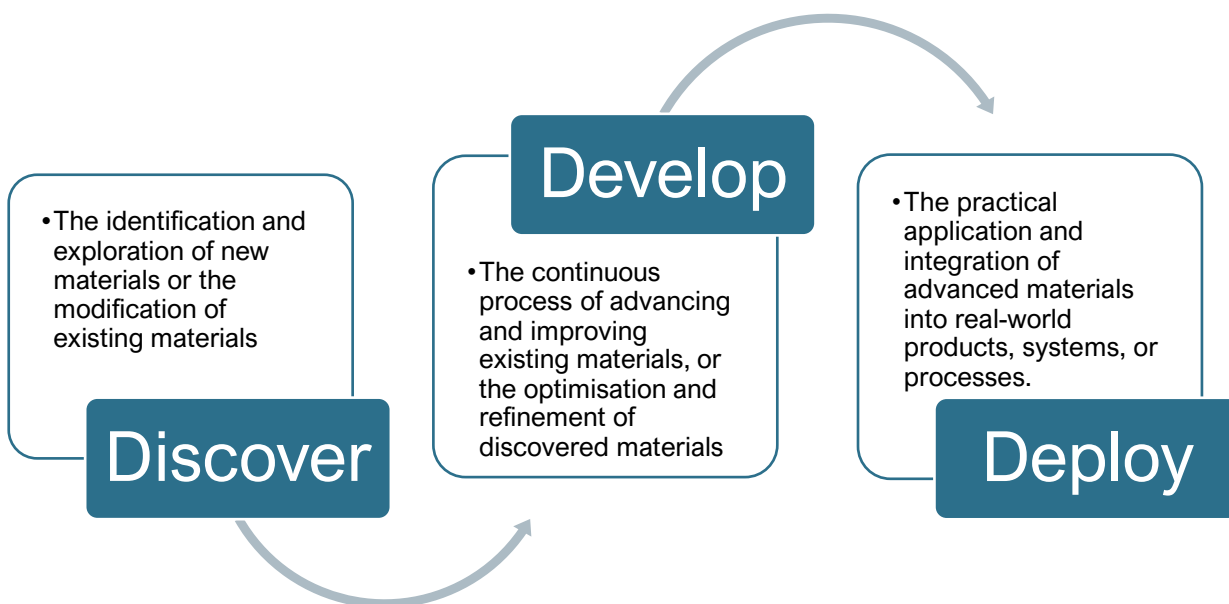 •The identification and
exploration of new
materials or the
modification of
existing materials
Discover
Develop
•The continuous
process of advancing
and improving
existing materials, or
the optimisation and
refinement of
discovered materials
•The practical
application and
integration of
advanced materials
into real-world
products, systems, or
processes.
Deploy